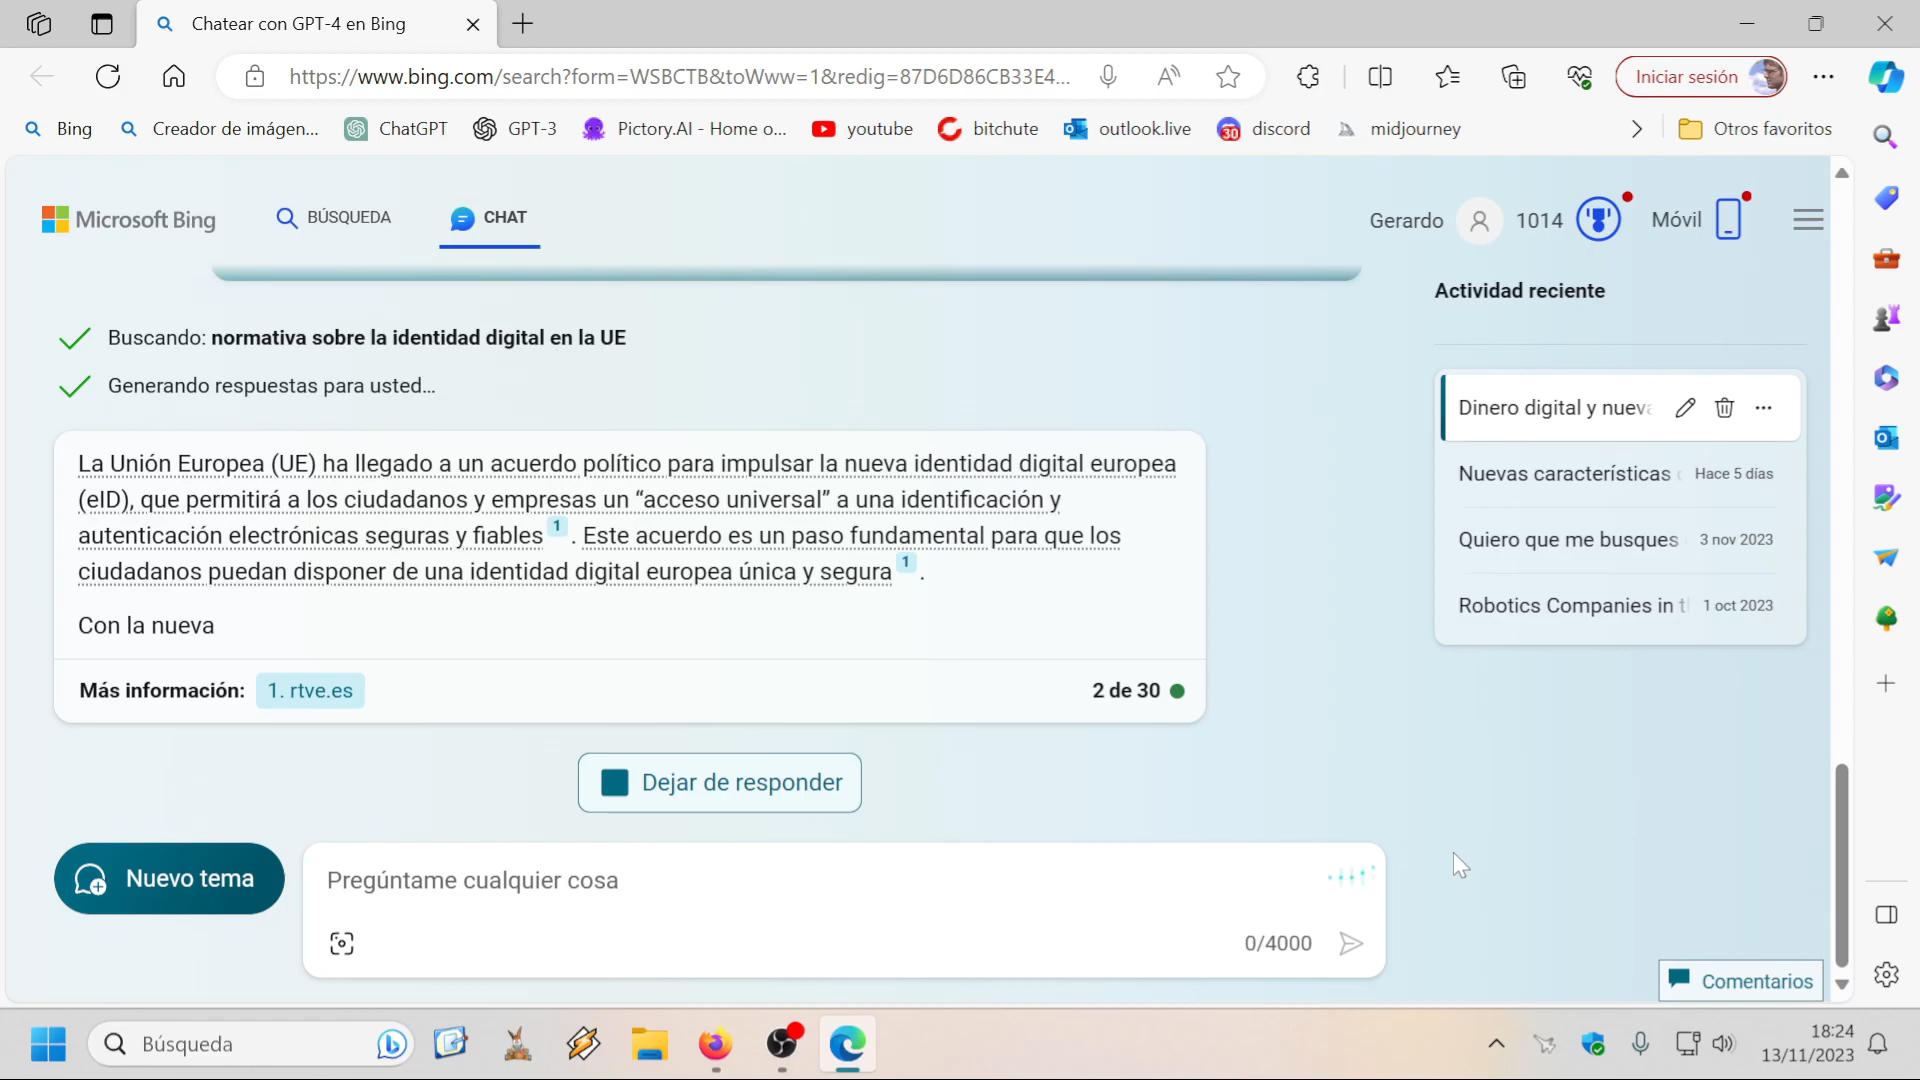 Chatear con GPT-4 en Bing
https://www.bing.com/search?form=WSBCTB&toWww=1&redig=87D6D86CB33E4...
Iniciar sesión
Bing
Creador de imágen...
ChatGPT
GPT-3
Pictory.AI - Home o...
youtube
bitchute
outlook.live
30
discord
midjourney
Otros favoritos
Microsoft Bing
BÚSQUEDA
CHAT
Gerardo
1014
Móvil
Actividad reciente
Buscando: normativa sobre la identidad digital en la UE
Generando respuestas para usted...
Dinero digital y nueva
Nuevas características
Hace 5 días
Quiero que me busques
3 nov 2023
Robotics Companies in t
1 oct 2023
La Unión Europea (UE) ha llegado a un acuerdo político para impulsar la nueva identidad digital europea
(eID), que permitirá a los ciudadanos y empresas un “acceso universal” a una identificación y
autenticación electrónicas seguras y fiables 1 . Este acuerdo es un paso fundamental para que los
ciudadanos puedan disponer de una identidad digital europea única y segura 1 .
Con la nueva
Más información: 1. rtve.es
2 de 30
Dejar de responder
Nuevo tema
Pregúntame cualquier cosa
0/4000
Comentarios
Búsqueda
18:24
13/11/2023